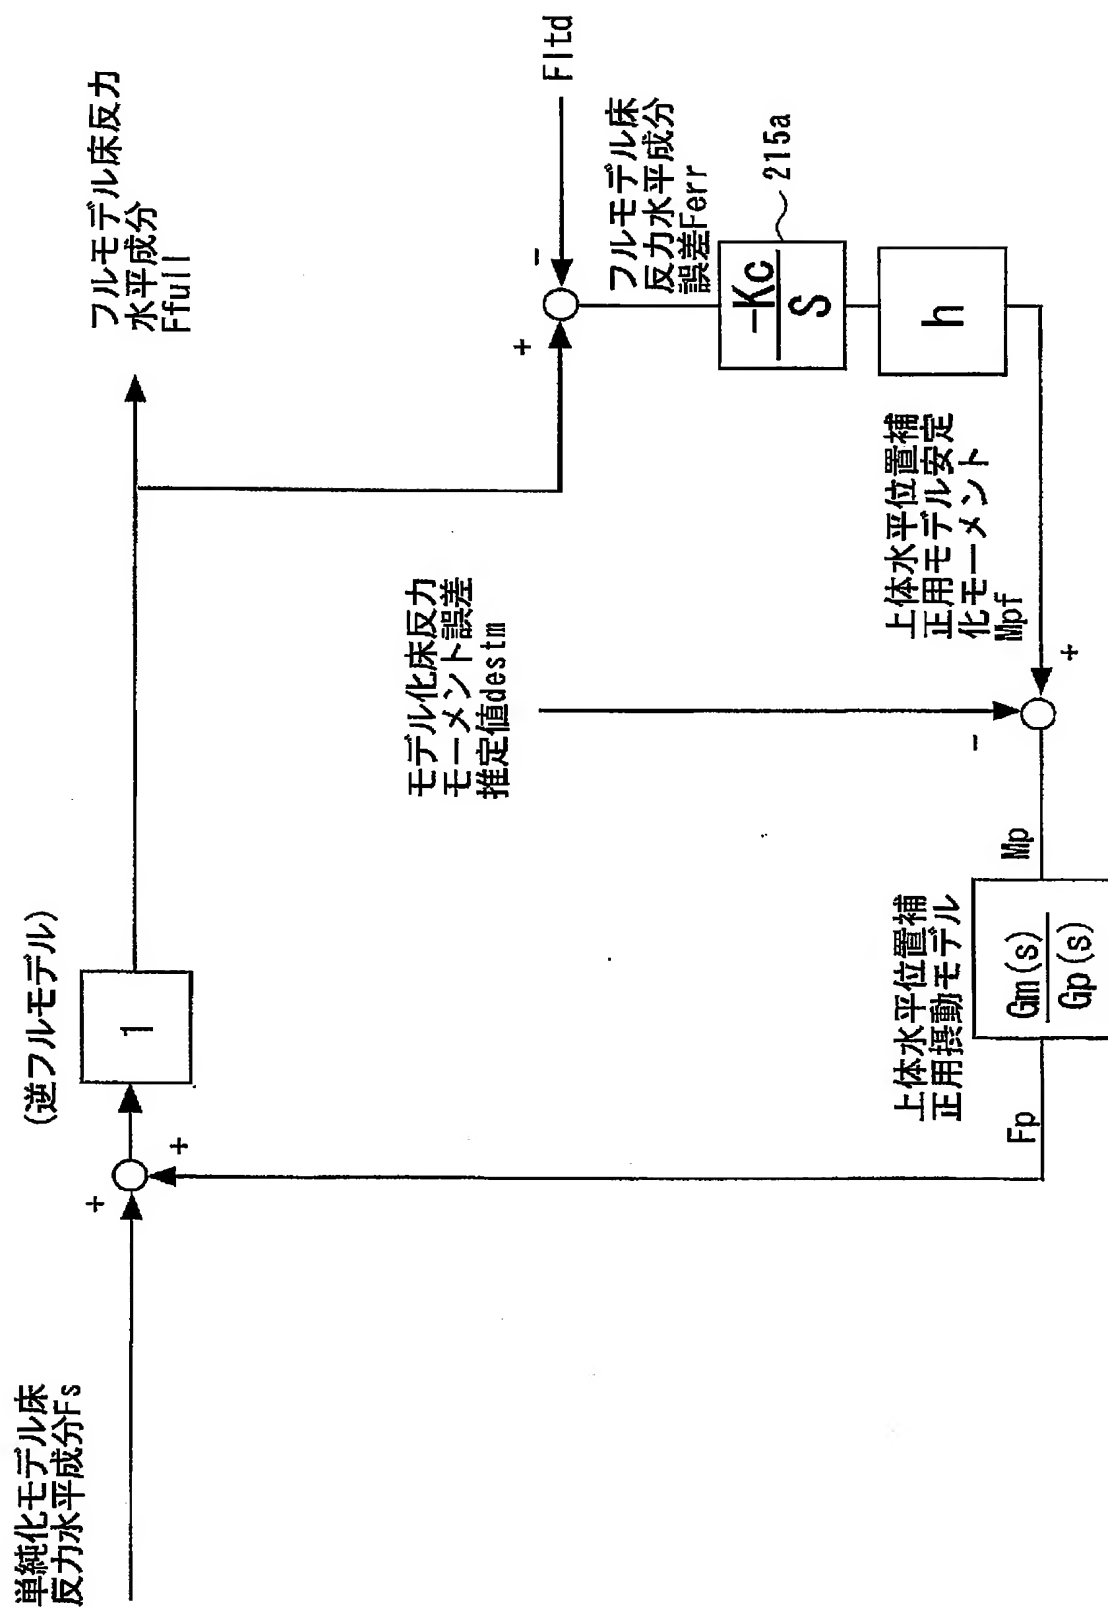 単純化モデル床
反力水平成分Fs
+
+
(逆フルモデル)
1
フルモデル床反力
水平成分
Ffull
+
-
Fltd
フルモデル床
反力水平成分
誤差Ferr
-Kc
S
215a
h
モデル化床反力
モーメント誤差
推定値destm
上体水平位置補
正用モデル安定
化モーメント
Mpf
-
+
Mp
上体水平位置補
正用摂動モデル
Gm(s)
Gp(s)
Fp